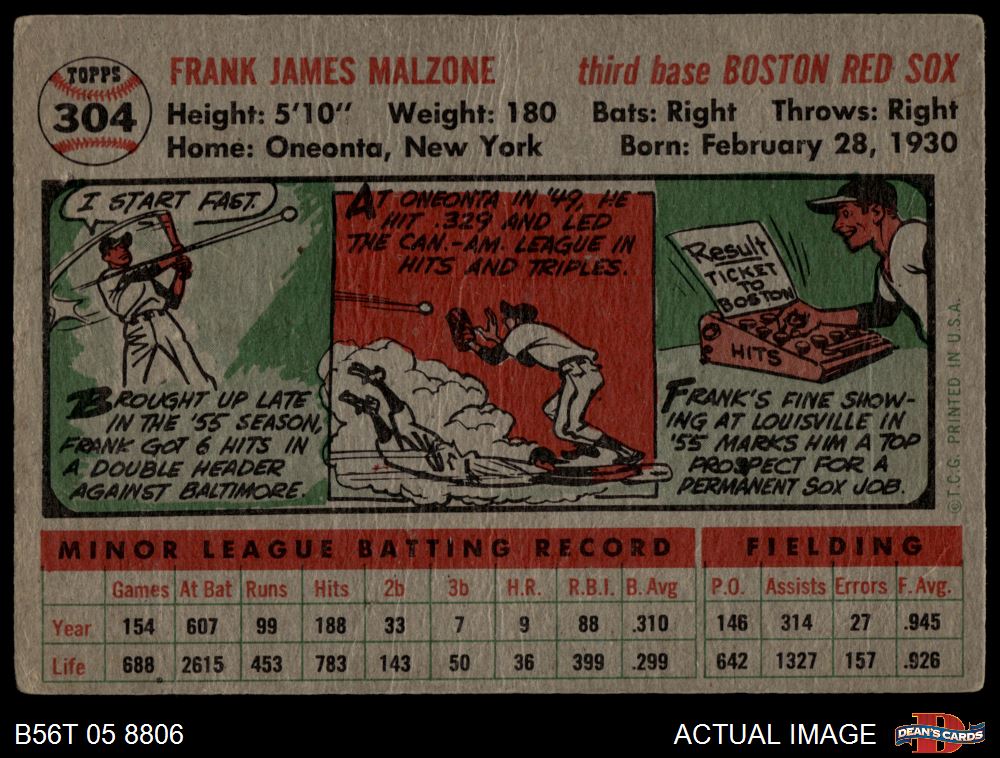 TOPPS
304
FRANK JAMES MALZONE
third base BOSTON RED SOX
Height: 5'10" Weight: 180 Bats: Right Throws: Right
Home: Oneonta, New York Born: February 28, 1930
I START FAST.
BROUGHT UP LATE
IN THE '55 SEASON,
FRANK GOT 6 HITS IN
A DOUBLE HEADER
AGAINST BALTIMORE.
AT ONEONTA IN '49, HE
HIT .329 AND LED
THE CAN.-AM. LEAGUE IN
HITS AND TRIPLES.
Result
TICKET
TO
BOSTON
HITS
FRANK'S FINE SHOW-
ING AT LOUISVILLE IN
'55 MARKS HIM A TOP
PROSPECT FOR A
PERMANENT SOX JOB.
©T.C.G. PRINTED IN U.S.A.
MINOR LEAGUE BATTING RECORD FIELDING
Games At Bat Runs Hits 2b 3b H.R. R.B.I. B. Avg P.O. Assists Errors F. Avg.
Year 154 607 99 188 33 7 9 88 .310 146 314 27 .945
Life 688 2615 453 783 143 50 36 399 .299 642 1327 157 .926
B56T 05 8806
ACTUAL IMAGE
DEAN'S CARDS